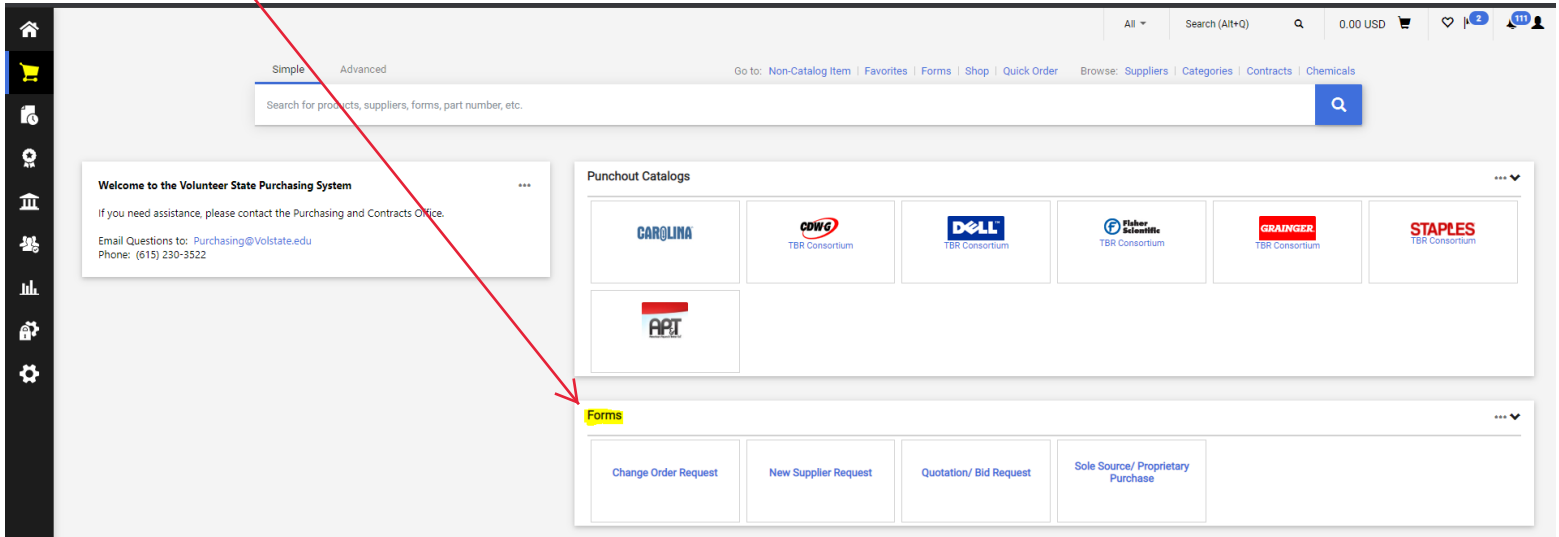 All
Search (Alt+Q)
0.00 USD
2
111
Simple
Advanced
Go to: Non-Catalog Item | Favorites | Forms | Shop | Quick Order
Browse: Suppliers | Categories | Contracts | Chemicals
Search for products, suppliers, forms, part number, etc.
Welcome to the Volunteer State Purchasing System
If you need assistance, please contact the Purchasing and Contracts Office.
Email Questions to: Purchasing@Volstate.edu
Phone: (615) 230-3522
Punchout Catalogs
CAROLINA
CDWG
TBR Consortium
DELL
TBR Consortium
Fisher
Scientific
TBR Consortium
GRAINGER
TBR Consortium
STAPLES
TBR Consortium
APT
Forms
Change Order Request
New Supplier Request
Quotation/ Bid Request
Sole Source/ Proprietary
Purchase